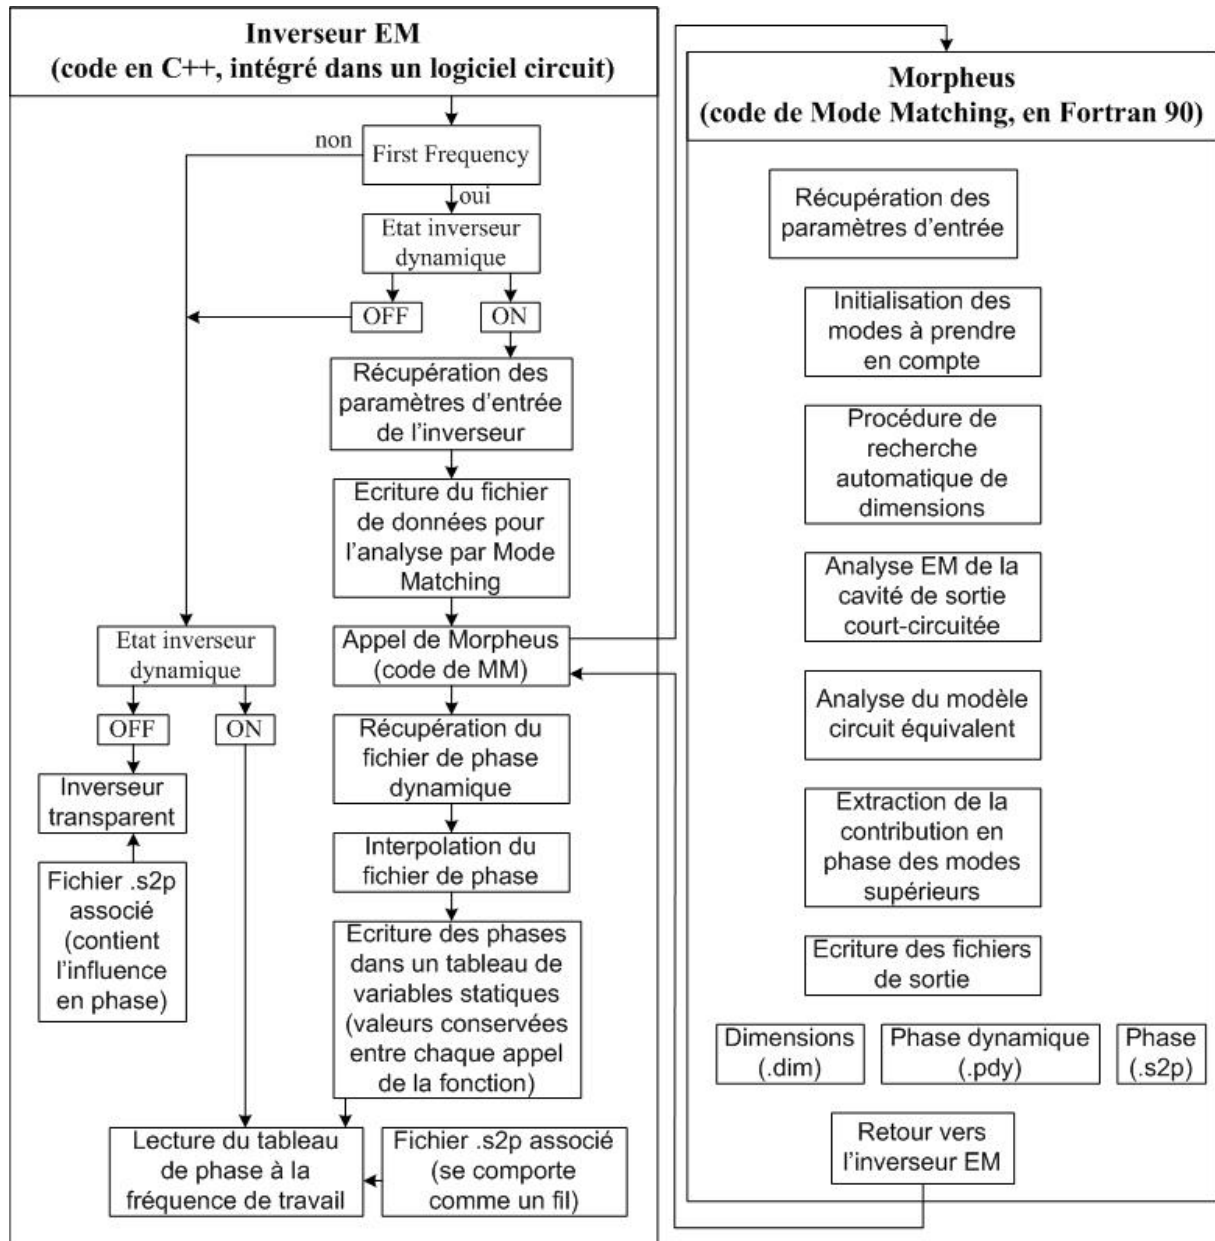 Inverseur EM
(code en C++, intégré dans un logiciel circuit)
non
First Frequency
oui
Etat inverseur
dynamique
OFF
ON
Récupération des
paramètres d'entrée
de l'inverseur
Ecriture du fichier
de données pour
l'analyse par Mode
Matching
Etat inverseur
dynamique
Appel de Morpheus
(code de MM)
OFF
ON
Récupération du
fichier de phase
dynamique
Inverseur
transparent
Interpolation du
fichier de phase
Fichier .s2p
associé
(contient
l'influence
en phase)
Ecriture des phases
dans un tableau de
variables statiques
(valeurs conservées
entre chaque appel
de la fonction)
Lecture du tableau
de phase à la
fréquence de travail
Fichier .s2p associé
(se comporte
comme un fil)
Morpheus
(code de Mode Matching, en Fortran 90)
Récupération des
paramètres d'entrée
Initialisation des
modes à prendre
en compte
Procédure de
recherche
automatique de
dimensions
Analyse EM de la
cavité de sortie
court-circuitée
Analyse du modèle
circuit équivalent
Extraction de la
contribution en
phase des modes
supérieurs
Ecriture des fichiers
de sortie
Dimensions
(.dim)
Phase dynamique
(.pdy)
Phase
(.s2p)
Retour vers
l'inverseur EM